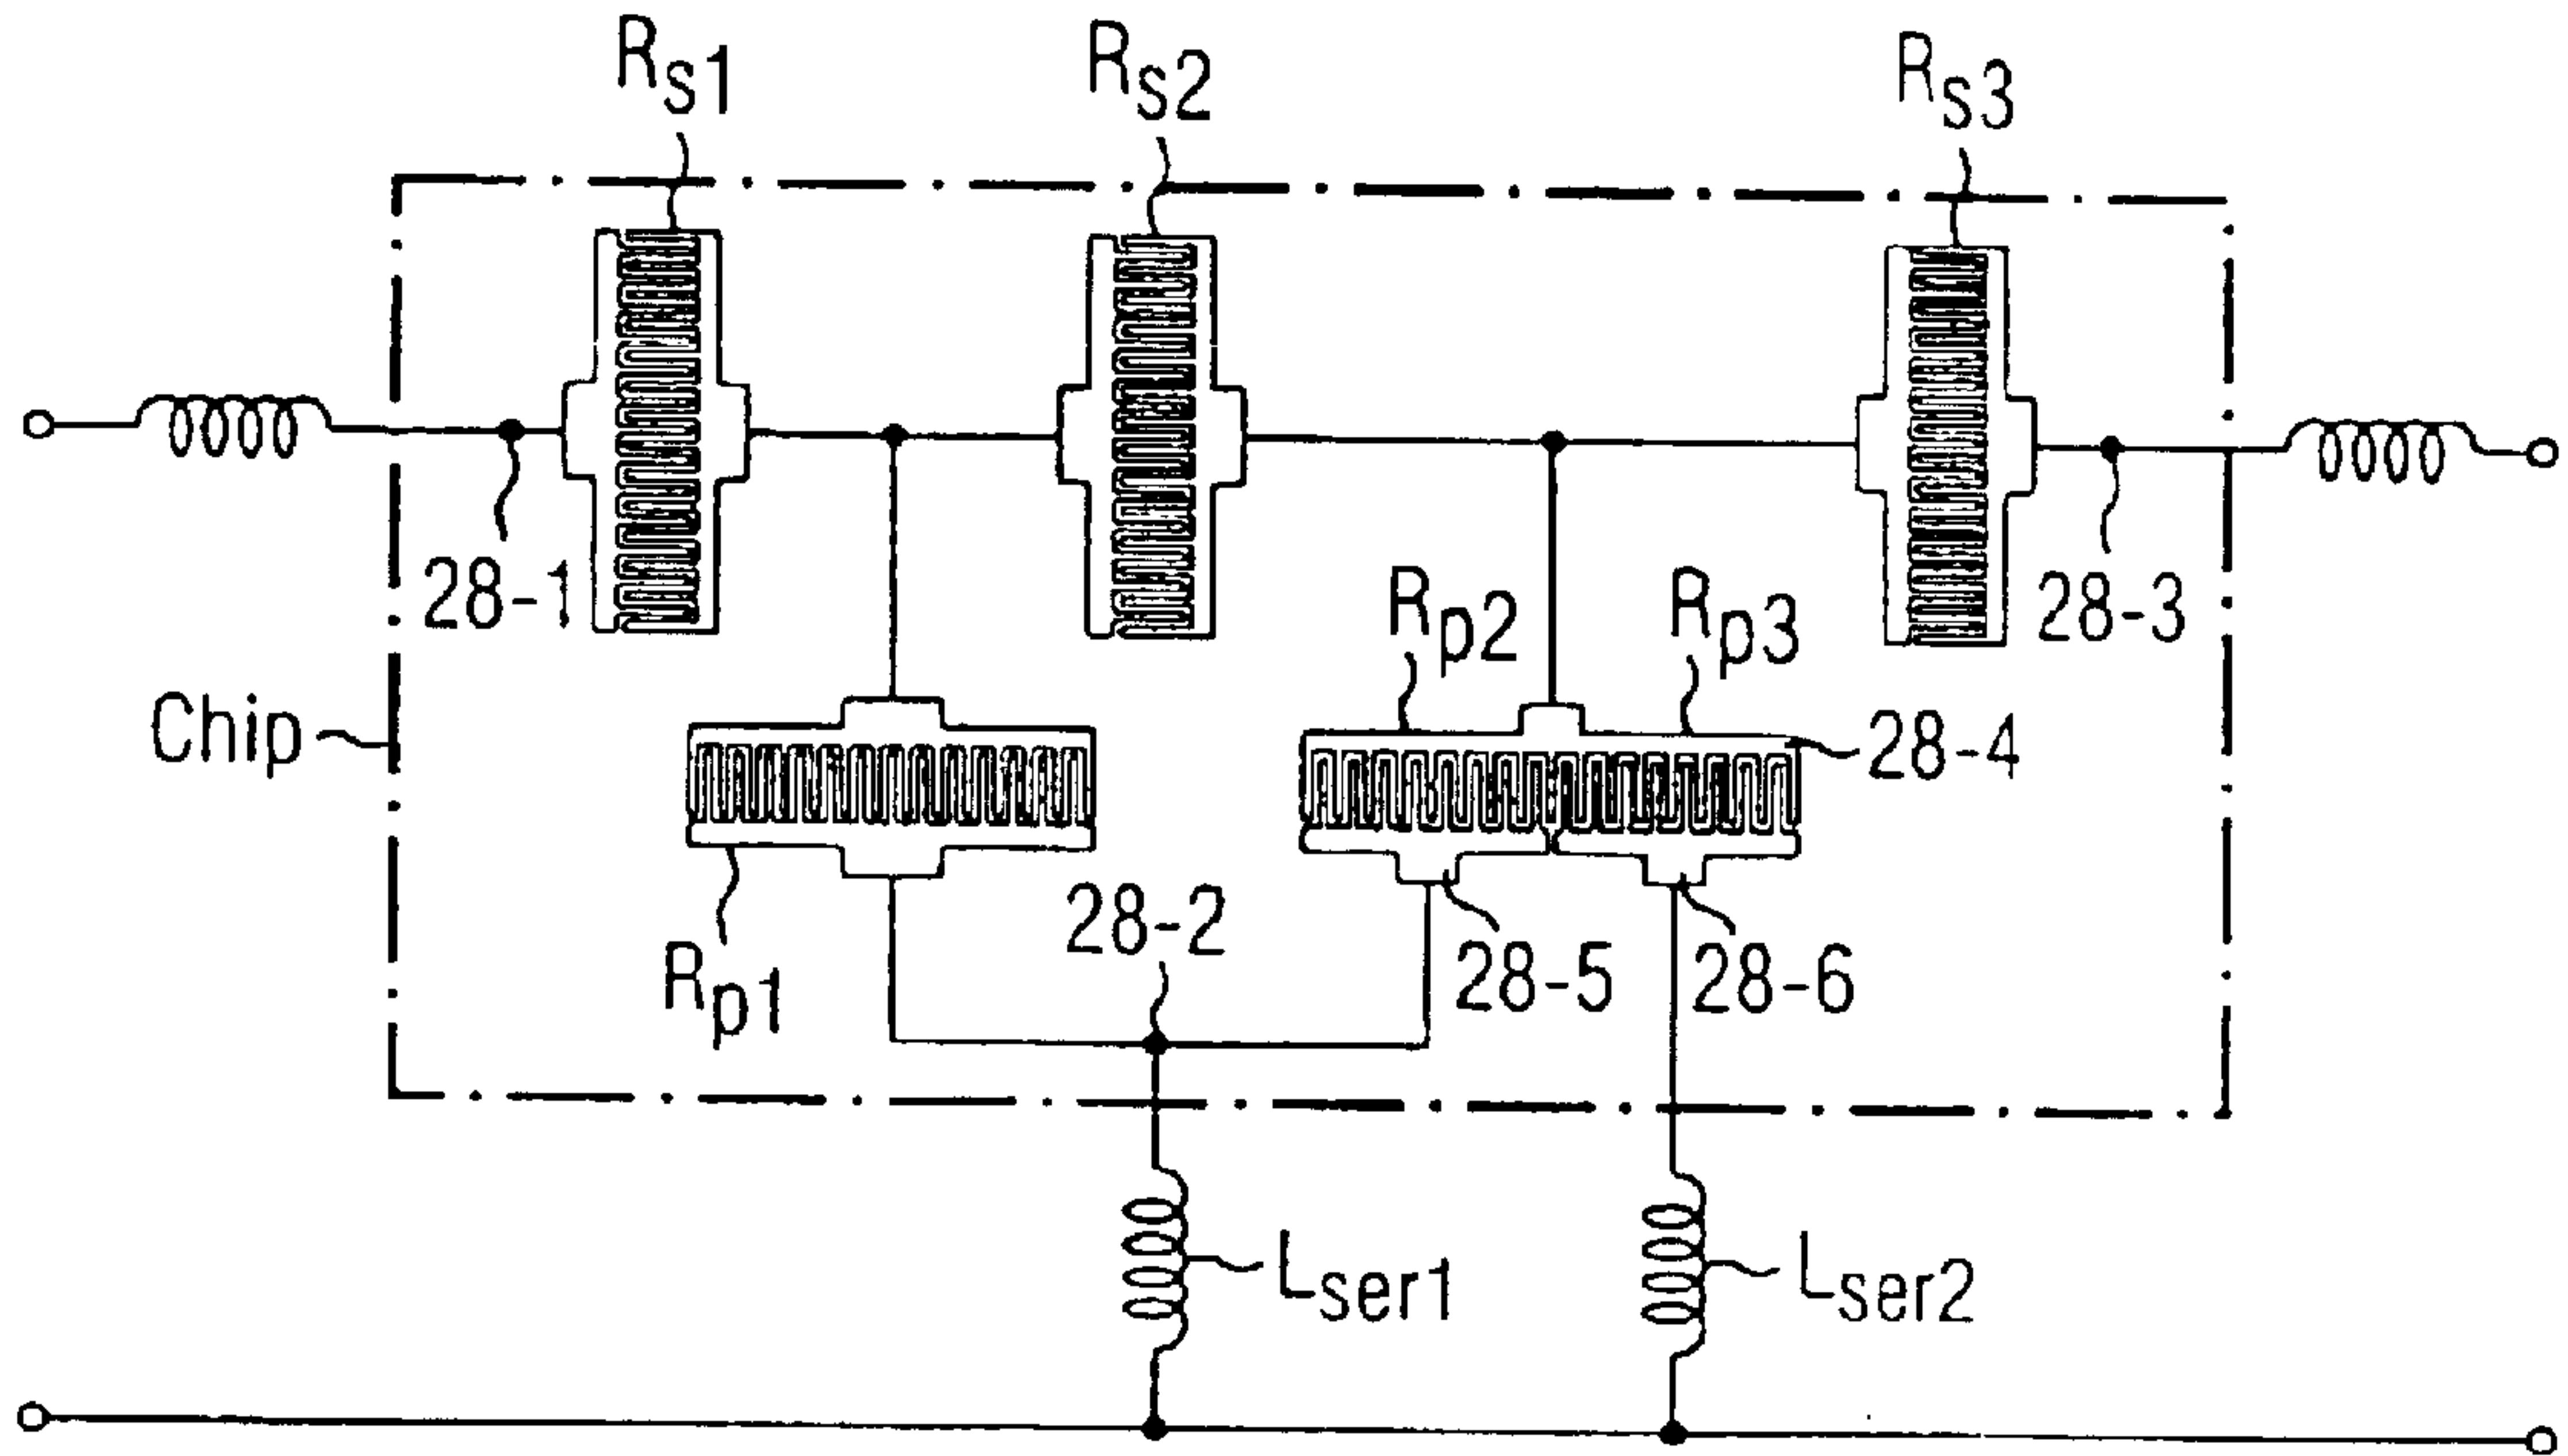 Rs1
Rs2
Rs3
28-1
28-3
Rp2
Rp3
Chip
28-4
28-2
Rp1
28-5
28-6
Lser1
Lser2